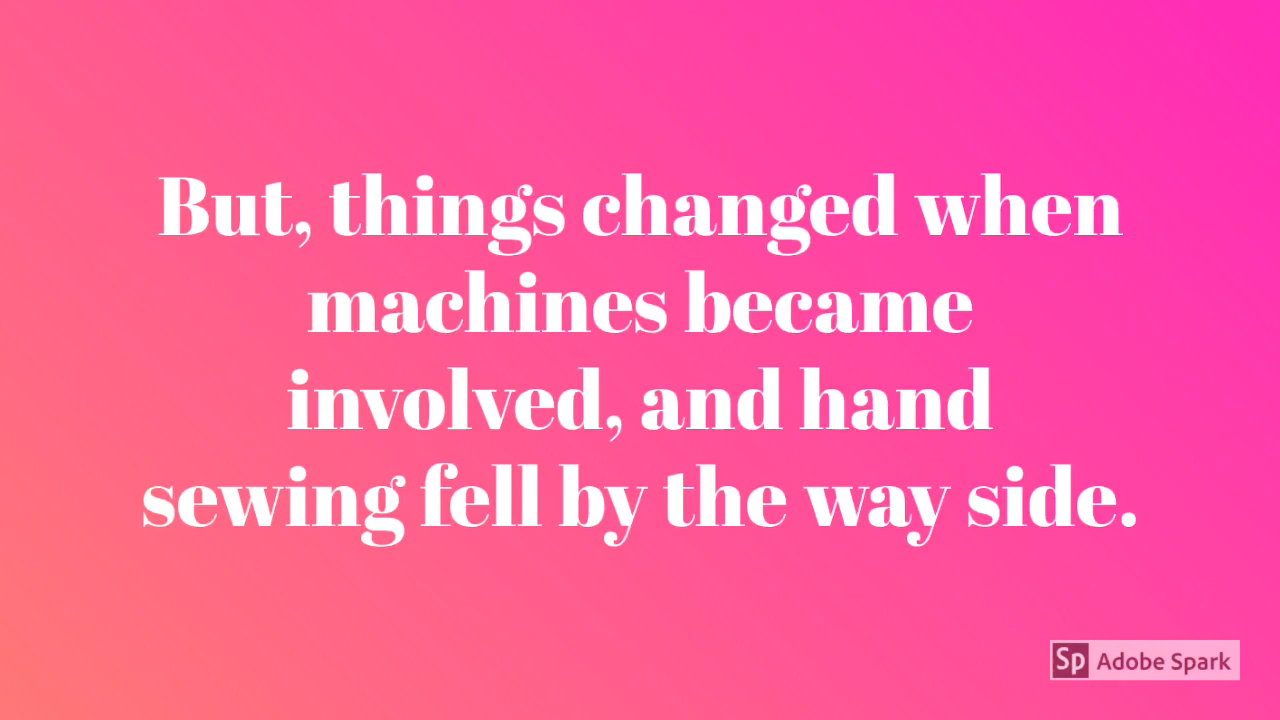 But, things changed when
machines became
involved, and hand
sewing fell by the way side.
Sp Adobe Spark